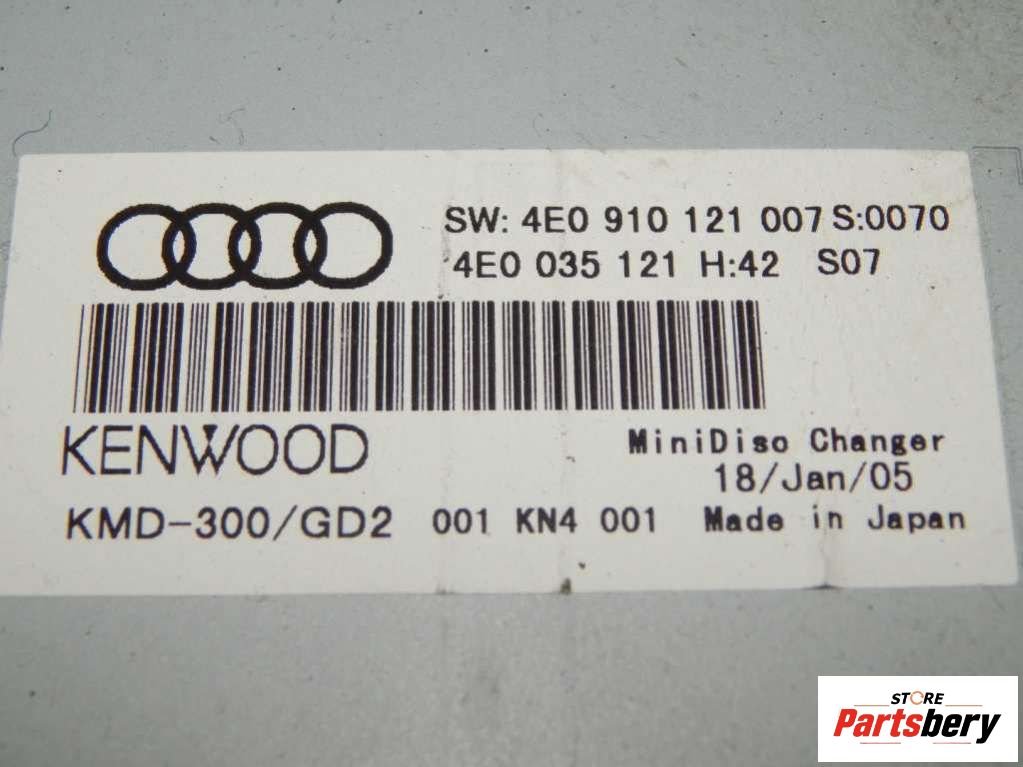 SW: 4E0 910 121 007 S:0070
4E0 035 121 H:42 S07
KENWOOD
MiniDisc Changer
18/Jan/05
KMD-300/GD2 001 KN4 001 Made in Japan
STORE
Partsbery